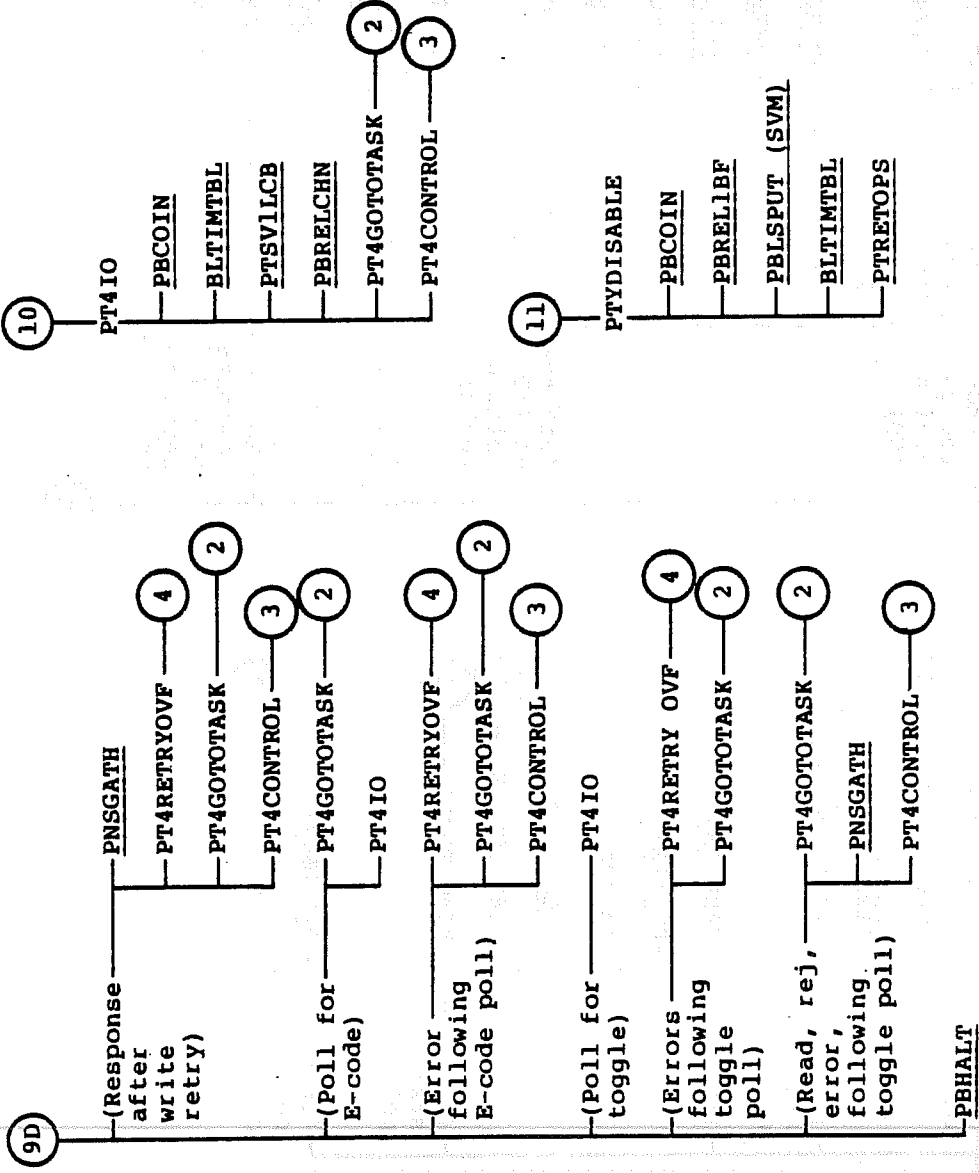 9D
(Response
after
write
retry)
PNSGATH
PT4RETRYOVF
4
PT4GOTOTASK
2
PT4CONTROL
3
(Poll for
E-code)
PT4GOTOTASK
2
PT4IO
(Error
following
E-code poll)
PT4RETRYOVF
4
PT4GOTOTASK
2
PT4CONTROL
3
(Poll for
toggle)
PT4IO
(Errors
following
toggle
poll)
PT4RETRY OVF
4
PT4GOTOTASK
2
(Read, rej,
error,
following
toggle poll)
PT4GOTOTASK
2
PNSGATH
PT4CONTROL
3
PBHALT
10
PT4IO
PBCOIN
BLTIMTBL
PTSV1LCB
PBRELCHN
PT4GOTOTASK
2
PT4CONTROL
3
11
PTYDISABLE
PBCOIN
PBREL1BF
PBLSPUT (SVM)
BLTIMTBL
PTRETOPS